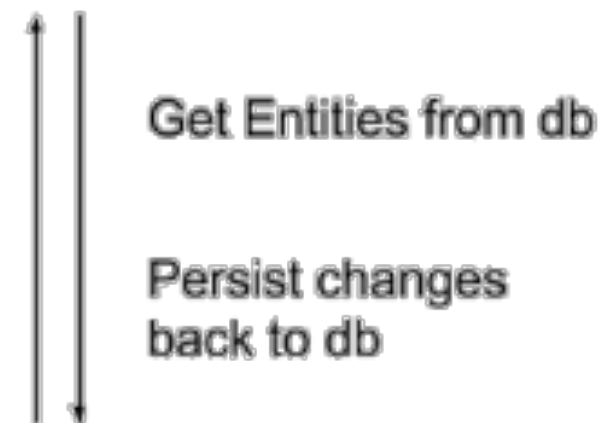 Get Entities from db
Persist changes
back to db